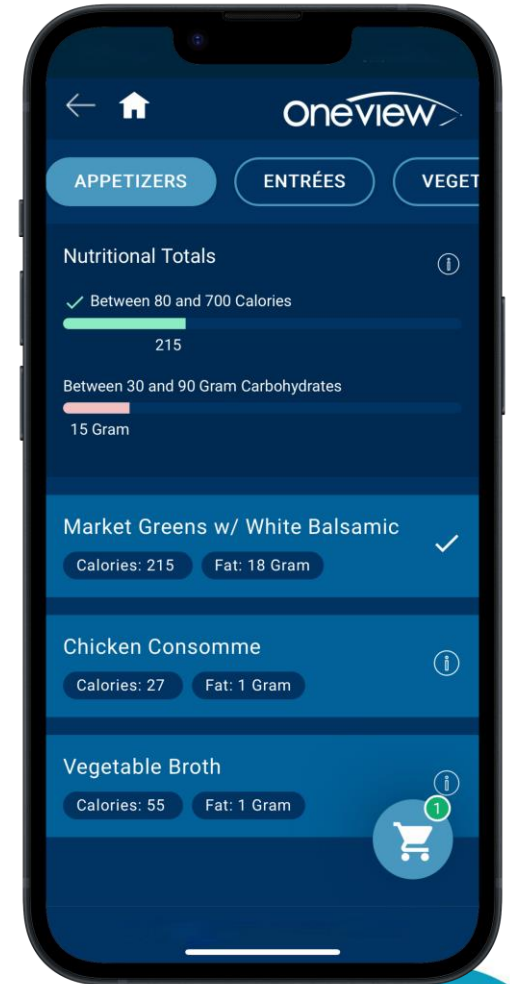 oneview
APPETIZERS ENTRÉES VEGET
Nutritional Totals
Between 80 and 700 Calories
215
Between 30 and 90 Gram Carbohydrates
15 Gram
Market Greens w/ White Balsamic
Calories: 215 Fat: 18 Gram
Chicken Consomme
Calories: 27 Fat: 1 Gram
Vegetable Broth
Calories: 55 Fat: 1 Gram
1